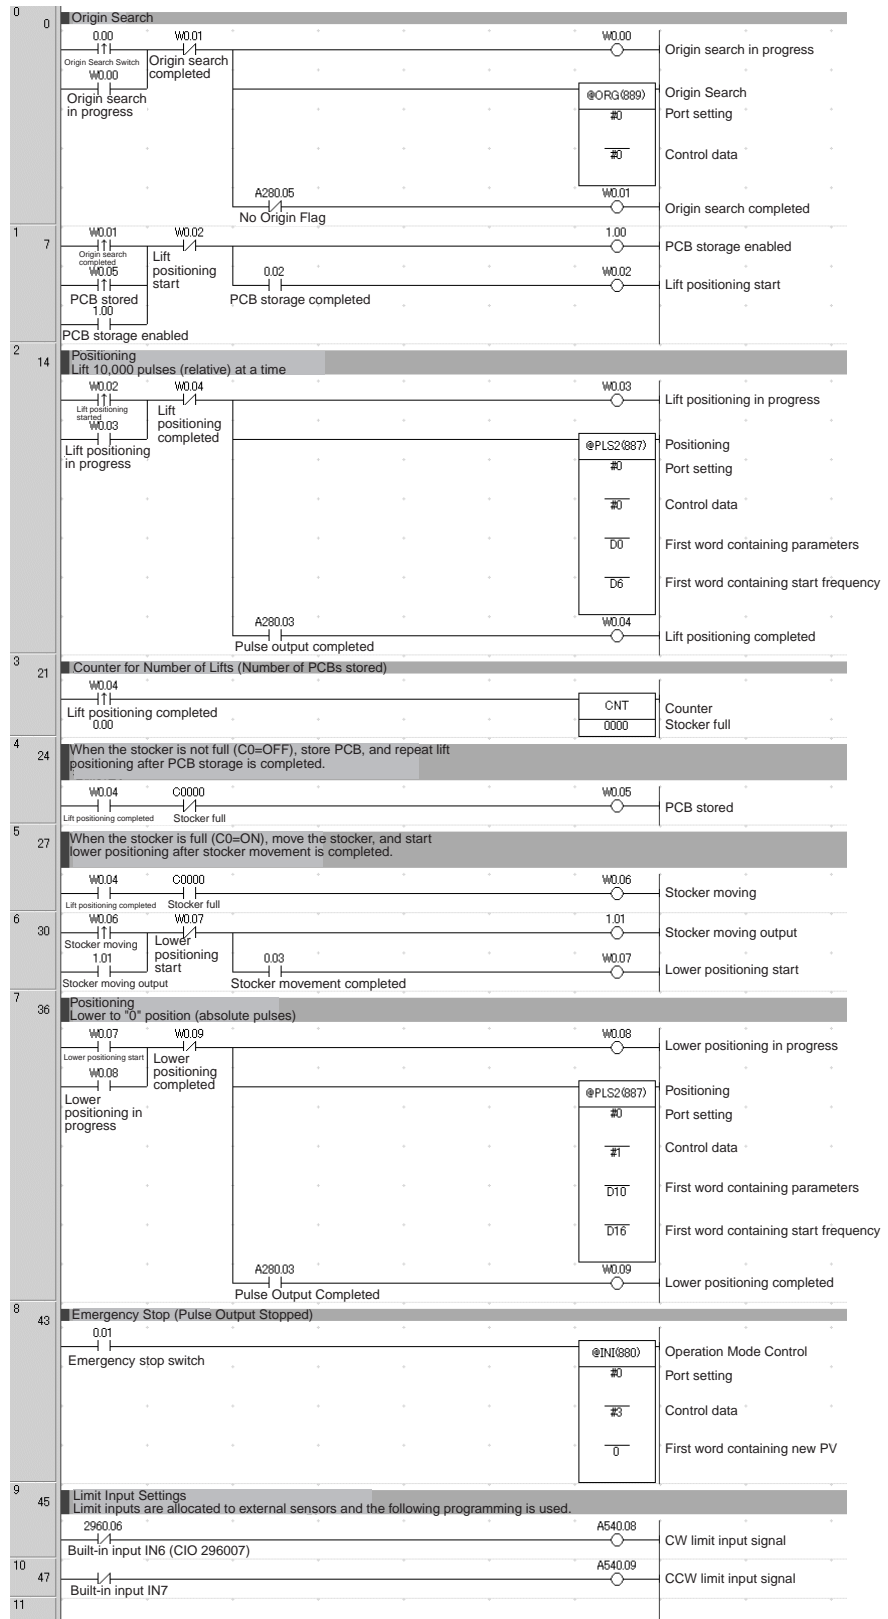 0
0
Origin Search
0.00
W0.01
W0.00
Origin Search Switch
Origin search
completed
Origin search in progress
W0.00
Origin search
in progress
@ORG(889)
Origin Search
#0
Port setting
#0
Control data
A280.05
W0.01
No Origin Flag
Origin search completed
1
7
W0.01
W0.02
1.00
Origin search
completed
Lift
positioning
start
PCB storage enabled
W0.05
0.02
W0.02
PCB stored
PCB storage completed
Lift positioning start
1.00
PCB storage enabled
2
14
Positioning
Lift 10,000 pulses (relative) at a time
W0.02
W0.04
W0.03
Lift positioning
started
Lift
positioning
completed
Lift positioning in progress
W0.03
Lift positioning
in progress
@PLS2(887)
Positioning
#0
Port setting
#0
Control data
D0
First word containing parameters
D6
First word containing start frequency
A280.03
W0.04
Pulse output completed
Lift positioning completed
3
21
Counter for Number of Lifts (Number of PCBs stored)
W0.04
Lift positioning completed
0.00
CNT
Counter
0000
Stocker full
4
24
When the stocker is not full (C0=OFF), store PCB, and repeat lift
positioning after PCB storage is completed.
W0.04
C0000
W0.05
Lift positioning completed
Stocker full
PCB stored
5
27
When the stocker is full (C0=ON), move the stocker, and start
lower positioning after stocker movement is completed.
W0.04
C0000
W0.06
Lift positioning completed
Stocker full
Stocker moving
6
30
W0.06
W0.07
1.01
Stocker moving
Lower
positioning
start
Stocker moving output
1.01
0.03
W0.07
Stocker moving output
Stocker movement completed
Lower positioning start
7
36
Positioning
Lower to "0" position (absolute pulses)
W0.07
W0.09
W0.08
Lower positioning start
Lower
positioning
completed
Lower positioning in progress
W0.08
Lower
positioning in
progress
@PLS2(887)
Positioning
#0
Port setting
#1
Control data
D10
First word containing parameters
D16
First word containing start frequency
A280.03
W0.09
Pulse Output Completed
Lower positioning completed
8
43
Emergency Stop (Pulse Output Stopped)
0.01
Emergency stop switch
@INI(880)
Operation Mode Control
#0
Port setting
#3
Control data
0
First word containing new PV
9
45
Limit Input Settings
Limit inputs are allocated to external sensors and the following programming is used.
2960.06
A540.08
Built-in input IN6 (CIO 296007)
CW limit input signal
10
47
A540.09
Built-in input IN7
CCW limit input signal
11